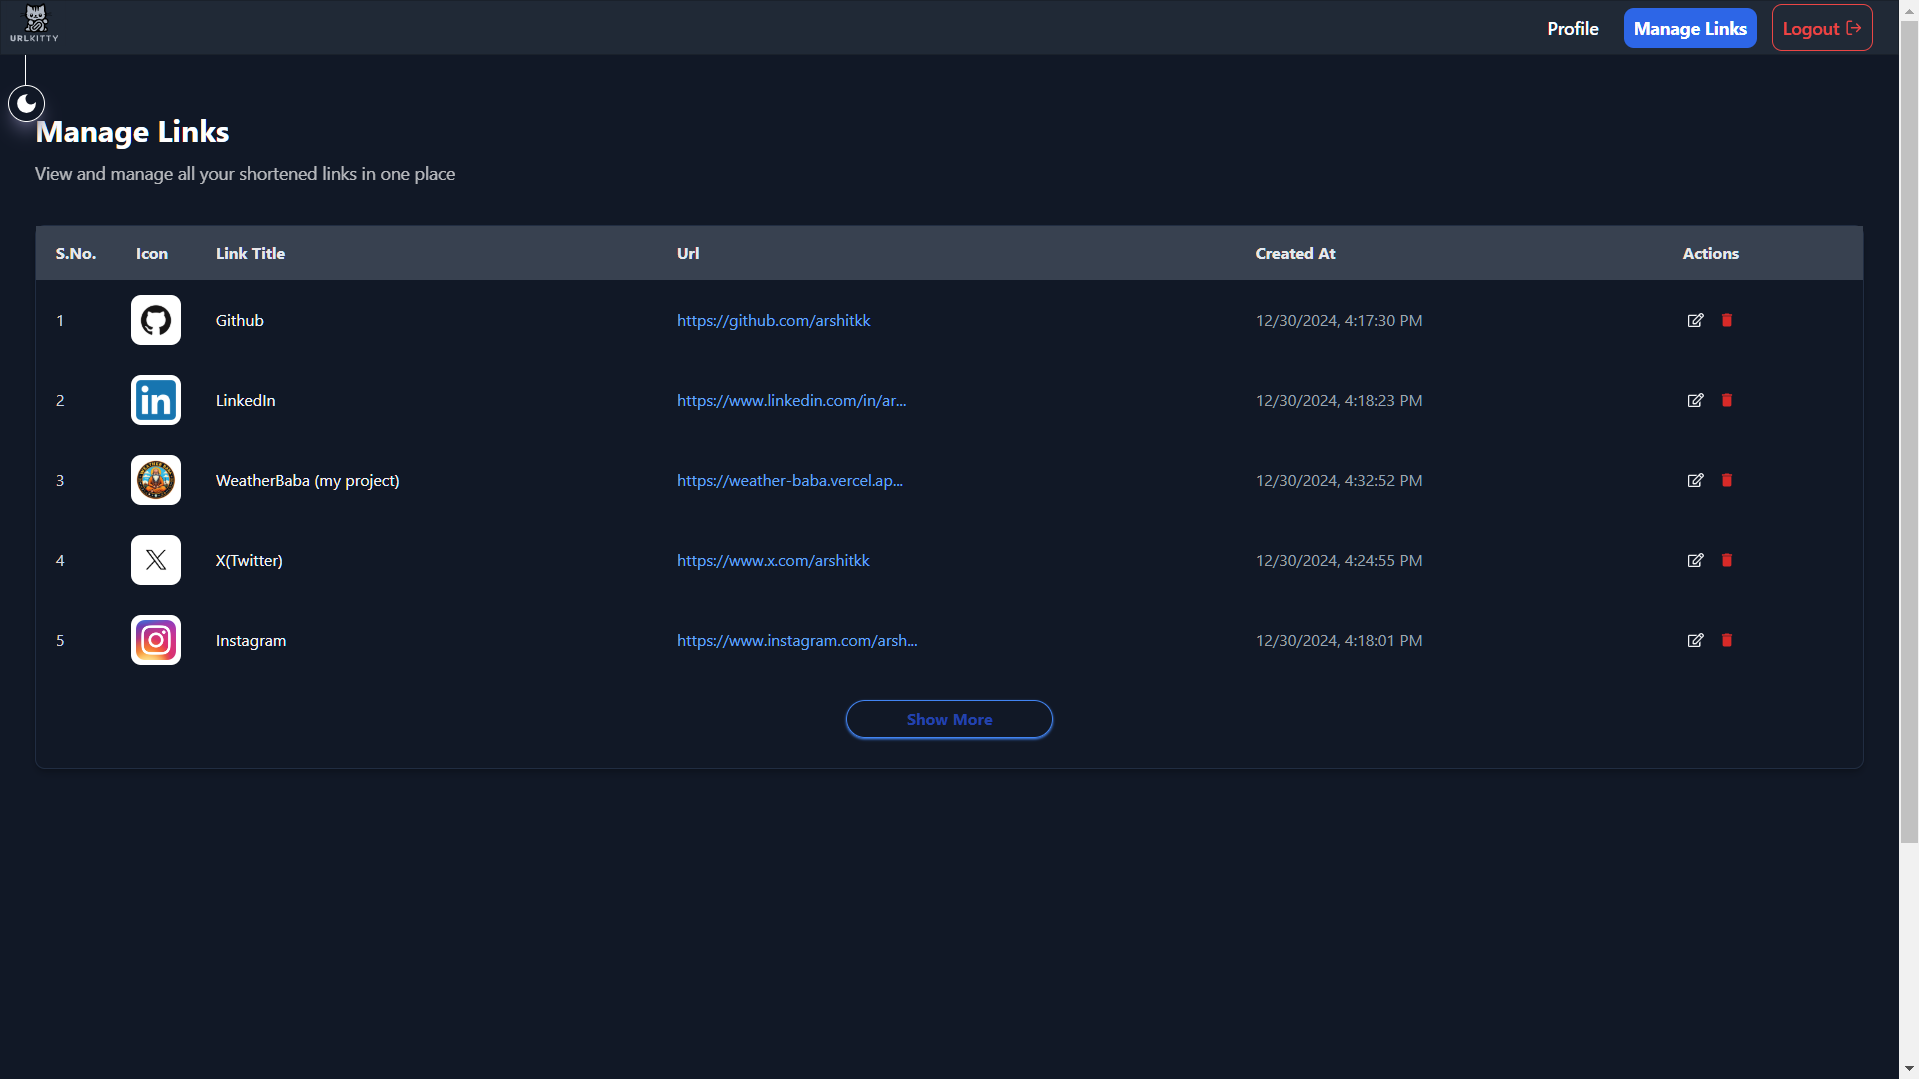 URLKITTY
Profile Manage Links Logout
Manage Links
View and manage all your shortened links in one place
S.No. Icon Link Title Url Created At Actions
1 Github https://github.com/arshitkk 12/30/2024, 4:17:30 PM
2 in LinkedIn https://www.linkedin.com/in/ar... 12/30/2024, 4:18:23 PM
3 WeatherBaba (my project) https://weather-baba.vercel.ap... 12/30/2024, 4:32:52 PM
4 X X(Twitter) https://www.x.com/arshitkk 12/30/2024, 4:24:55 PM
5 Instagram https://www.instagram.com/arsh... 12/30/2024, 4:18:01 PM
Show More